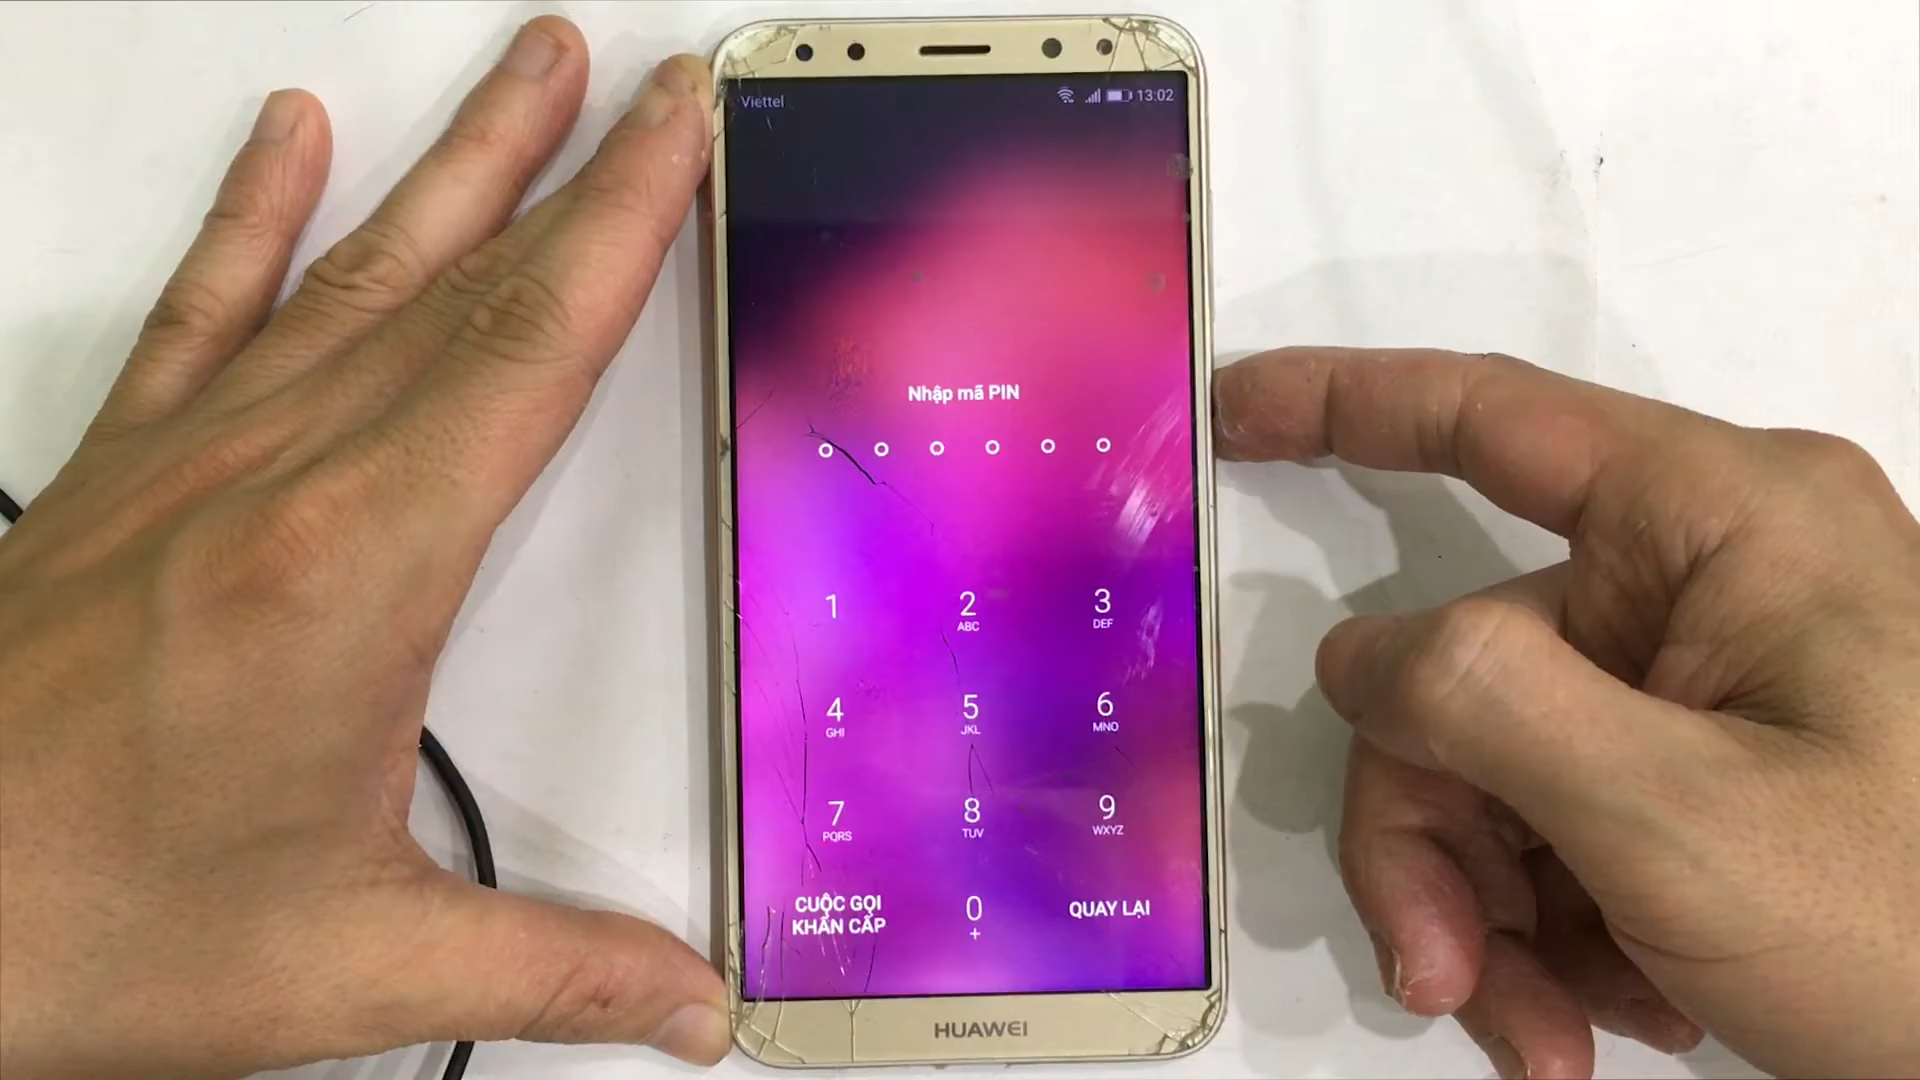 Viettel
13:02
Nhập mã PIN
1
2
3
ABC
DEF
4
5
6
GHI
JKL
MNO
7
8
9
PQRS
TUV
WXYZ
CUỘC GỌI
KHẨN CẤP
0
+
QUAY LẠI
HUAWEI